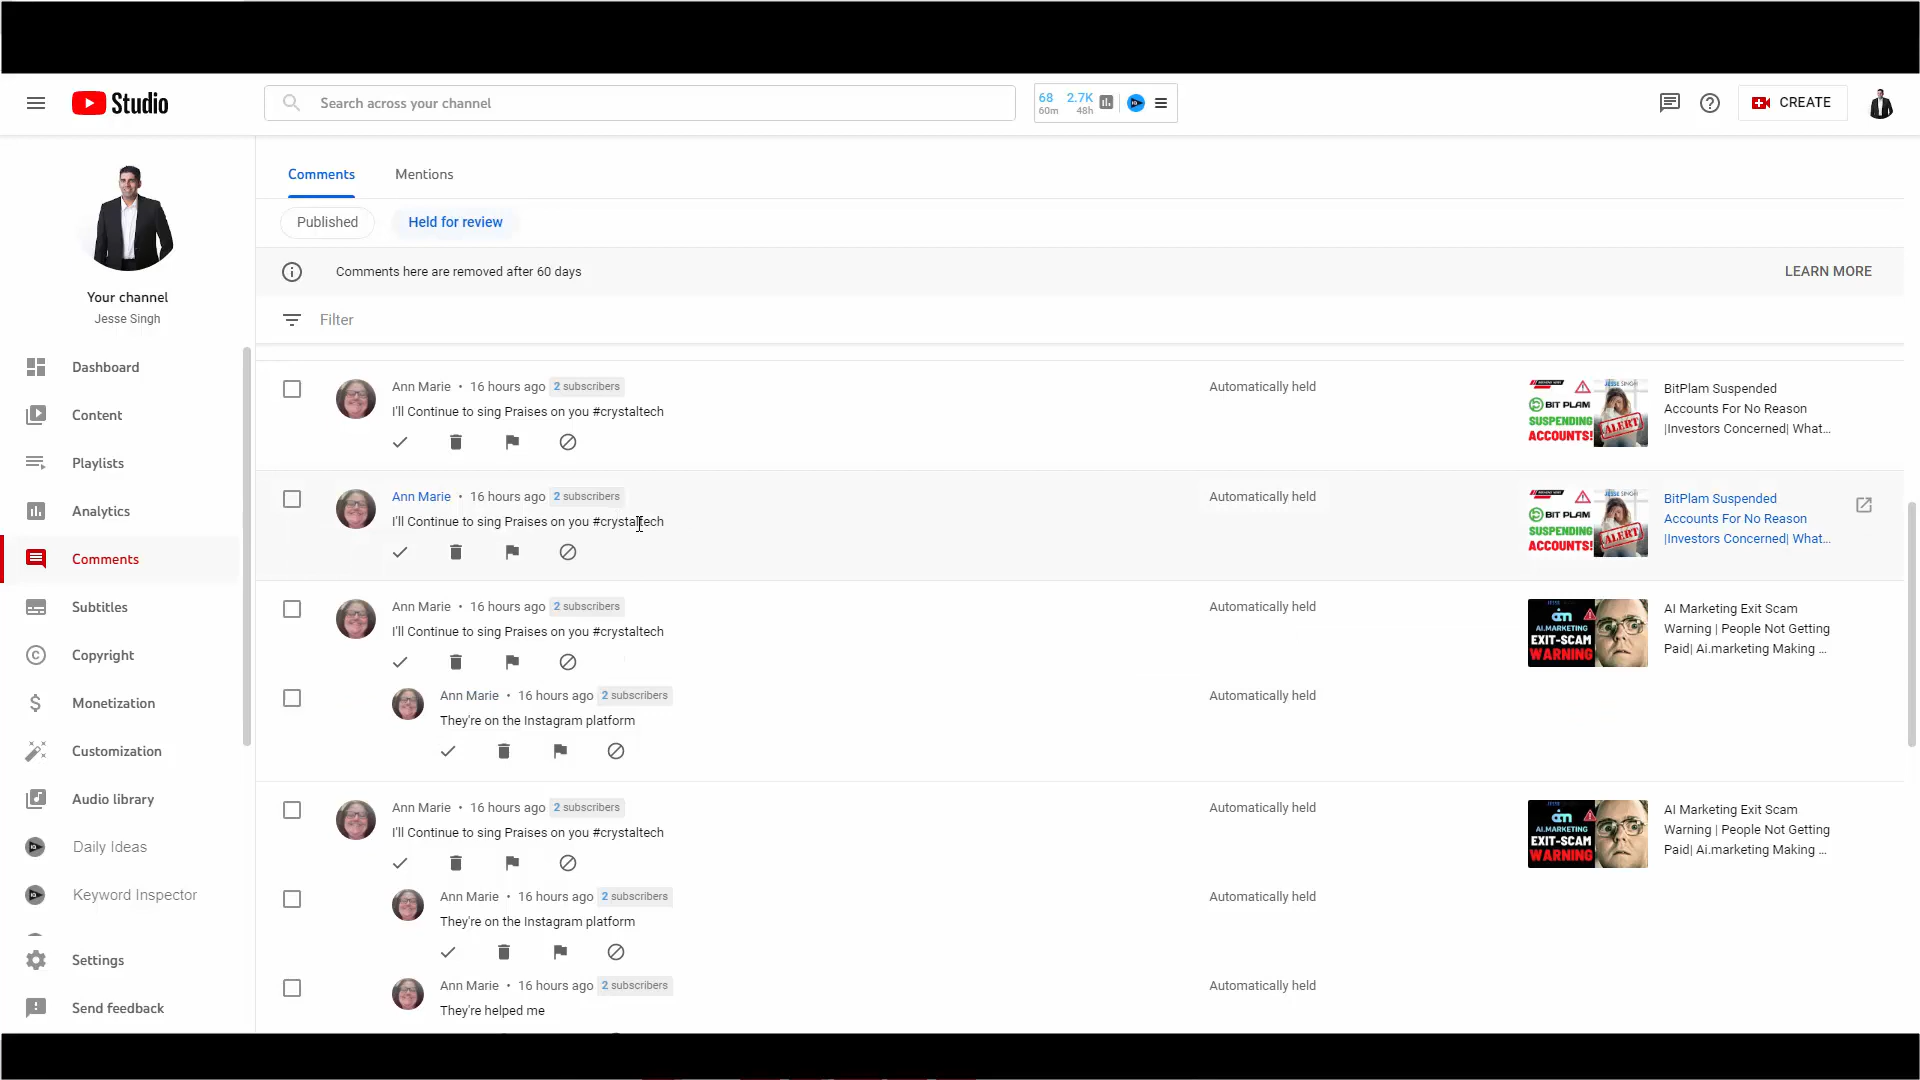 Studio
Search across your channel
68 2.7K
60m 48h
CREATE
Your channel
Jesse Singh
Dashboard
Content
Playlists
Analytics
Comments
Subtitles
Copyright
Monetization
Customization
Audio library
Daily Ideas
Keyword Inspector
Settings
Send feedback
Comments Mentions
Published Held for review
Comments here are removed after 60 days LEARN MORE
Filter
Ann Marie • 16 hours ago 2 subscribers
I'll Continue to sing Praises on you #crystaltech
Automatically held
JESSE SINGH
BIT PLAM
SUSPENDING
ACCOUNTS!
ALERT
BitPlam Suspended
Accounts For No Reason
|Investors Concerned| What...
Ann Marie • 16 hours ago 2 subscribers
I'll Continue to sing Praises on you #crystaltech
Automatically held
JESSE SINGH
BIT PLAM
SUSPENDING
ACCOUNTS!
ALERT
BitPlam Suspended
Accounts For No Reason
|Investors Concerned| What...
Ann Marie • 16 hours ago 2 subscribers
I'll Continue to sing Praises on you #crystaltech
Automatically held
AI.MARKETING
EXIT-SCAM
WARNING
AI Marketing Exit Scam
Warning | People Not Getting
Paid| Ai.marketing Making ...
Ann Marie • 16 hours ago 2 subscribers
They're on the Instagram platform
Automatically held
Ann Marie • 16 hours ago 2 subscribers
I'll Continue to sing Praises on you #crystaltech
Automatically held
AI.MARKETING
EXIT-SCAM
WARNING
AI Marketing Exit Scam
Warning | People Not Getting
Paid| Ai.marketing Making ...
Ann Marie • 16 hours ago 2 subscribers
They're on the Instagram platform
Automatically held
Ann Marie • 16 hours ago 2 subscribers
They're helped me
Automatically held